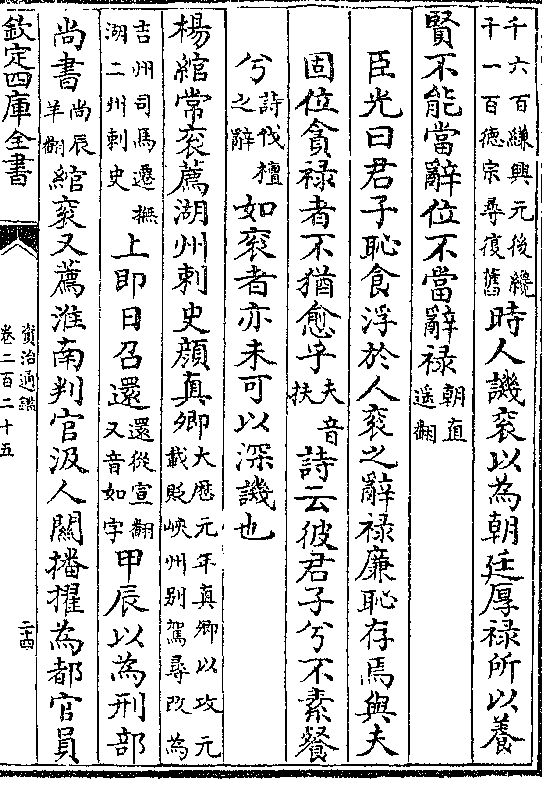 千六百縑興元後纔
千一百德宗尋復舊
時人譏衮以為朝廷厚禄所以養
賢不能當辭位不當辭禄
朝直
遥翻
臣光曰君子恥食浮於人衮之辭禄廉恥存焉與夫
固位貪禄者不猶愈乎
夫音
扶
詩云彼君子兮不素餐
兮
詩伐檀
之辭
如衮者亦未可以深譏也
楊綰常衮薦湖州刺史顔真卿
大厯元年真卿以攻元
載貶峽州别駕尋改為
吉州司馬遷撫
湖二州刺史
上即日召還
還從宣翻
又音如字
甲辰以為刑部
尚書
尚辰
羊翻
綰衮又薦淮南判官汲人關播擢為都官員
欽定四庫全書
資治通鑑
卷二百二十五
二十四